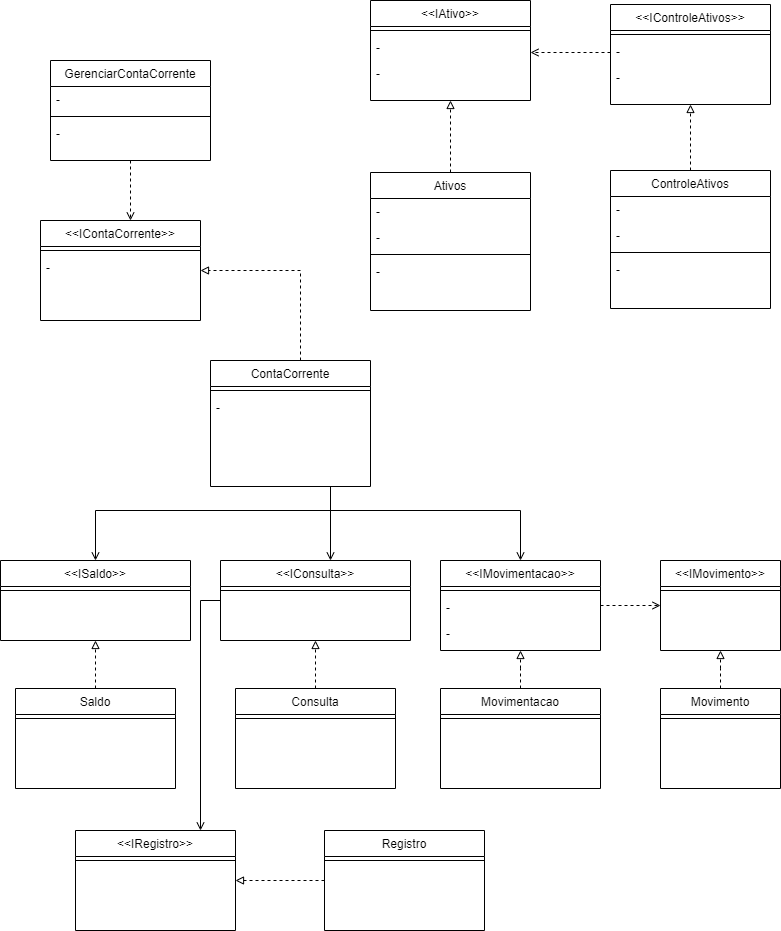 <<IAtivo>>
-
-
<<IControleAtivos>>
-
-
GerenciarContaCorrente
-
-
Ativos
-
-
-
ControleAtivos
-
-
-
<<IContaCorrente>>
-
ContaCorrente
-
<<ISaldo>>
<<IConsulta>>
<<IMovimentacao>>
-
-
<<IMovimento>>
Saldo
Consulta
Movimentacao
Movimento
<<IRegistro>>
Registro